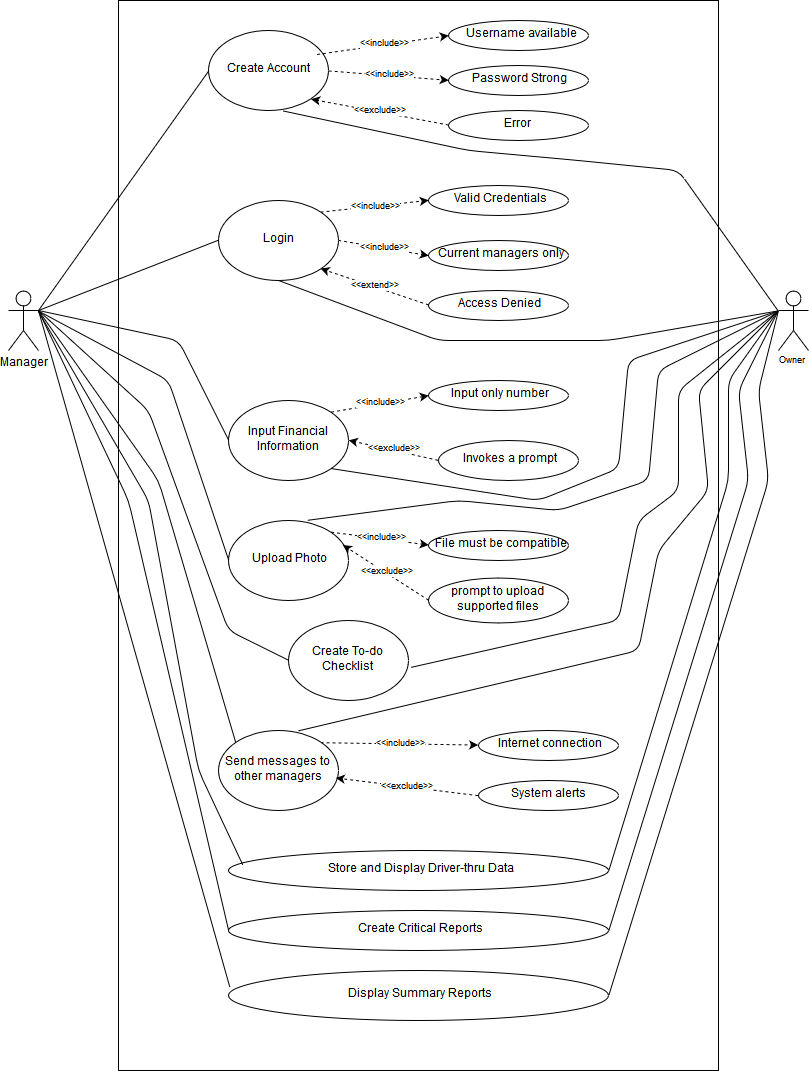 Username available
<<include>>
Create Account
<<include>>
Password Strong
<<exclude>>
Error
Valid Credentials
<<include>>
Login
<<include>>
Current managers only
<<extend>>
Access Denied
Manager
Owner
Input only number
<<include>>
Input Financial
Information
<<exclude>>
Invokes a prompt
<<include>>
File must be compatible
Upload Photo
<<exclude>>
prompt to upload
supported files
Create To-do
Checklist
<<include>>
Internet connection
Send messages to
other managers
<<exclude>>
System alerts
Store and Display Driver-thru Data
Create Critical Reports
Display Summary Reports